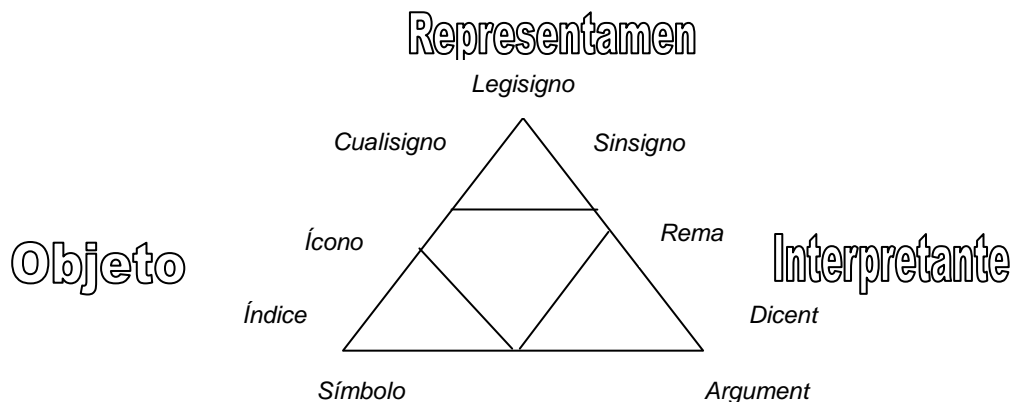 Representamen
Legisigno
Cualisigno Sinsigno
Ícono Rema
Objeto Interpretante
Índice Dicent
Símbolo Argument